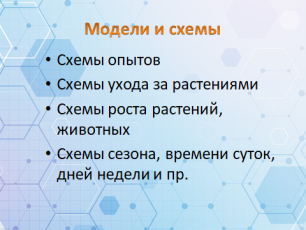 Модели и схемы
• Схемы опытов
• Схемы ухода за растениями
• Схемы роста растений,
животных
• Схемы сезона, времени суток,
дней недели и пр.